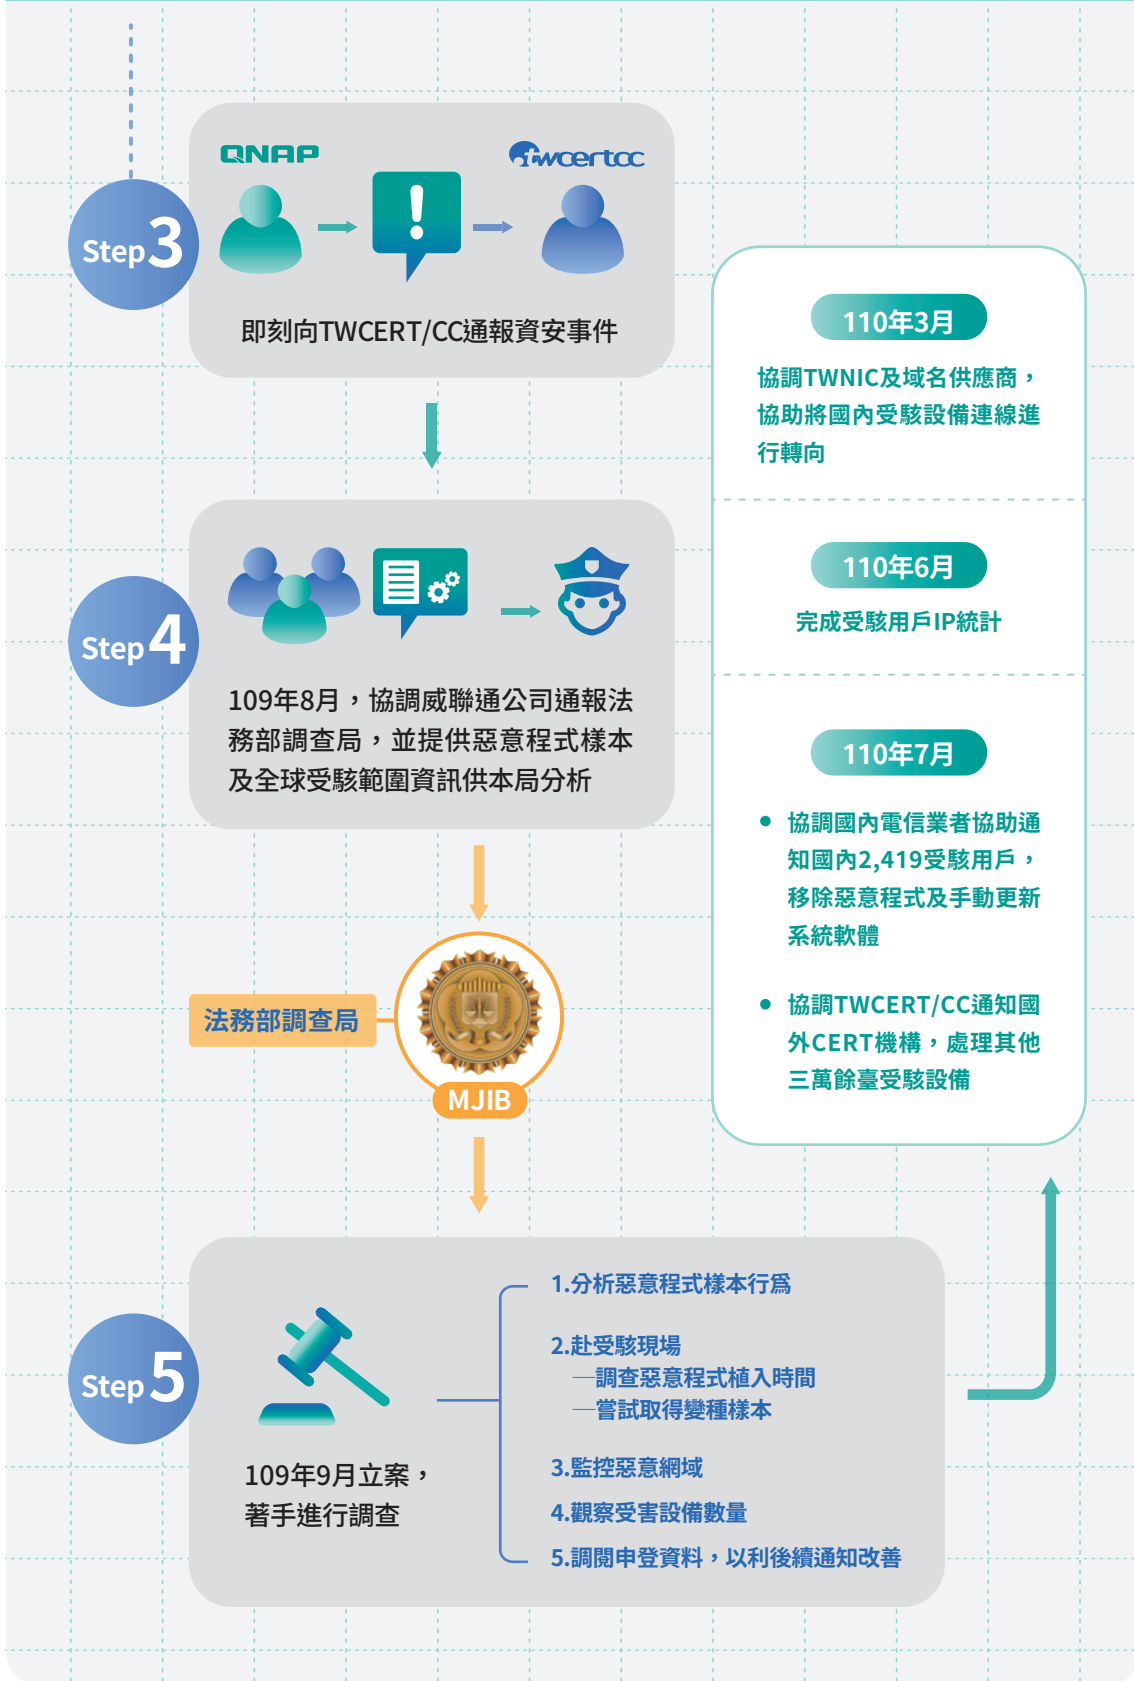 QNAP
twcertcc
Step 3
即刻向TWCERT/CC通報資安事件
Step 4
109年8月，協調威聯通公司通報法
務部調查局，並提供惡意程式樣本
及全球受駭範圍資訊供本局分析
法務部調查局
MJIB
Step 5
109年9月立案，
著手進行調查
1.分析惡意程式樣本行為
2.赴受駭現場
—調查惡意程式植入時間
—嘗試取得變種樣本
3.監控惡意網域
4.觀察受害設備數量
5.調閱申登資料，以利後續通知改善
110年3月
協調TWNIC及域名供應商，
協助將國內受駭設備連線進
行轉向
110年6月
完成受駭用戶IP統計
110年7月
• 協調國內電信業者協助通
知國內2,419受駭用戶，
移除惡意程式及手動更新
系統軟體
• 協調TWCERT/CC通知國
外CERT機構，處理其他
三萬餘臺受駭設備